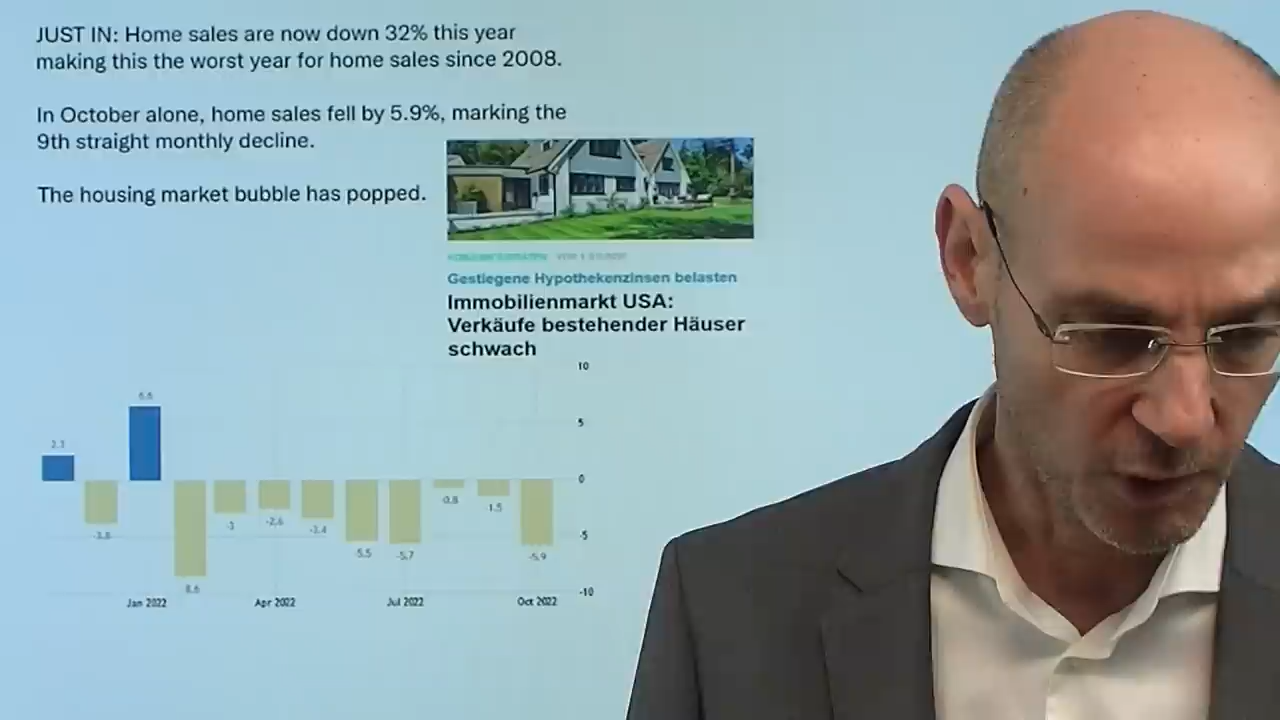 JUST IN: Home sales are now down 32% this year
making this the worst year for home sales since 2008.
In October alone, home sales fell by 5.9%, marking the
9th straight monthly decline.
The housing market bubble has popped.
Gestiegene Hypothekenzinsen belasten
Immobilienmarkt USA:
Verkäufe bestehender Häuser
schwach
10
5
0
-5
-10
2.1
6.6
8.6
-3
-2.6
-3.4
5.5
-5.7
-0.8
1.5
-5.9
Jan 2022
Apr 2022
Jul 2022
Oct 2022